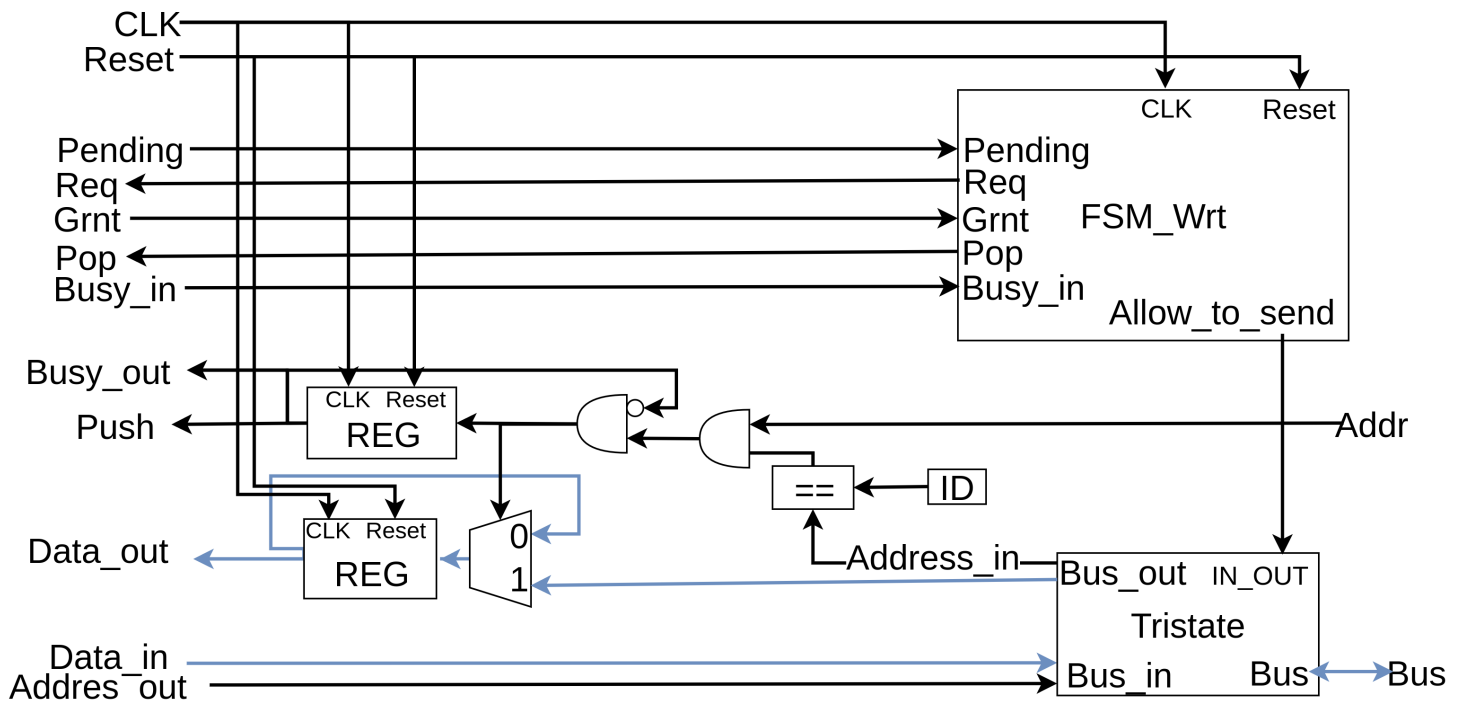 CLK
Reset
CLK
Reset
Pending
Pending
Req
Req
Grnt
Grnt
FSM_Wrt
Pop
Pop
Busy_in
Busy_in
Allow_to_send
Busy_out
CLK
Reset
Push
REG
Addr
==
ID
CLK
Reset
0
Data_out
REG
1
Address_in
Bus_out
IN_OUT
Tristate
Data_in
Addres_out
Bus_in
Bus
Bus